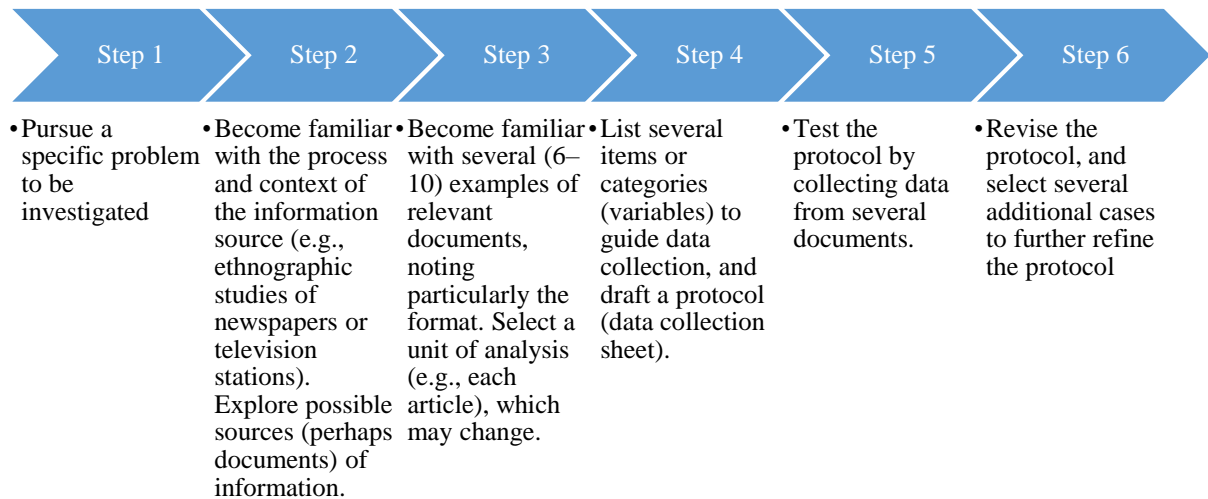 Step 1
Step 2
Step 3
Step 4
Step 5
Step 6
•Pursue a
specific problem
to be
investigated
•Become familiar
with the process
and context of
the information
source (e.g.,
ethnographic
studies of
newspapers or
television
stations).
Explore possible
sources (perhaps
documents) of
information.
•Become familiar
with several (6–
10) examples of
relevant
documents,
noting
particularly the
format. Select a
unit of analysis
(e.g., each
article), which
may change.
•List several
items or
categories
(variables) to
guide data
collection, and
draft a protocol
(data collection
sheet).
•Test the
protocol by
collecting data
from several
documents.
•Revise the
protocol, and
select several
additional cases
to further refine
the protocol